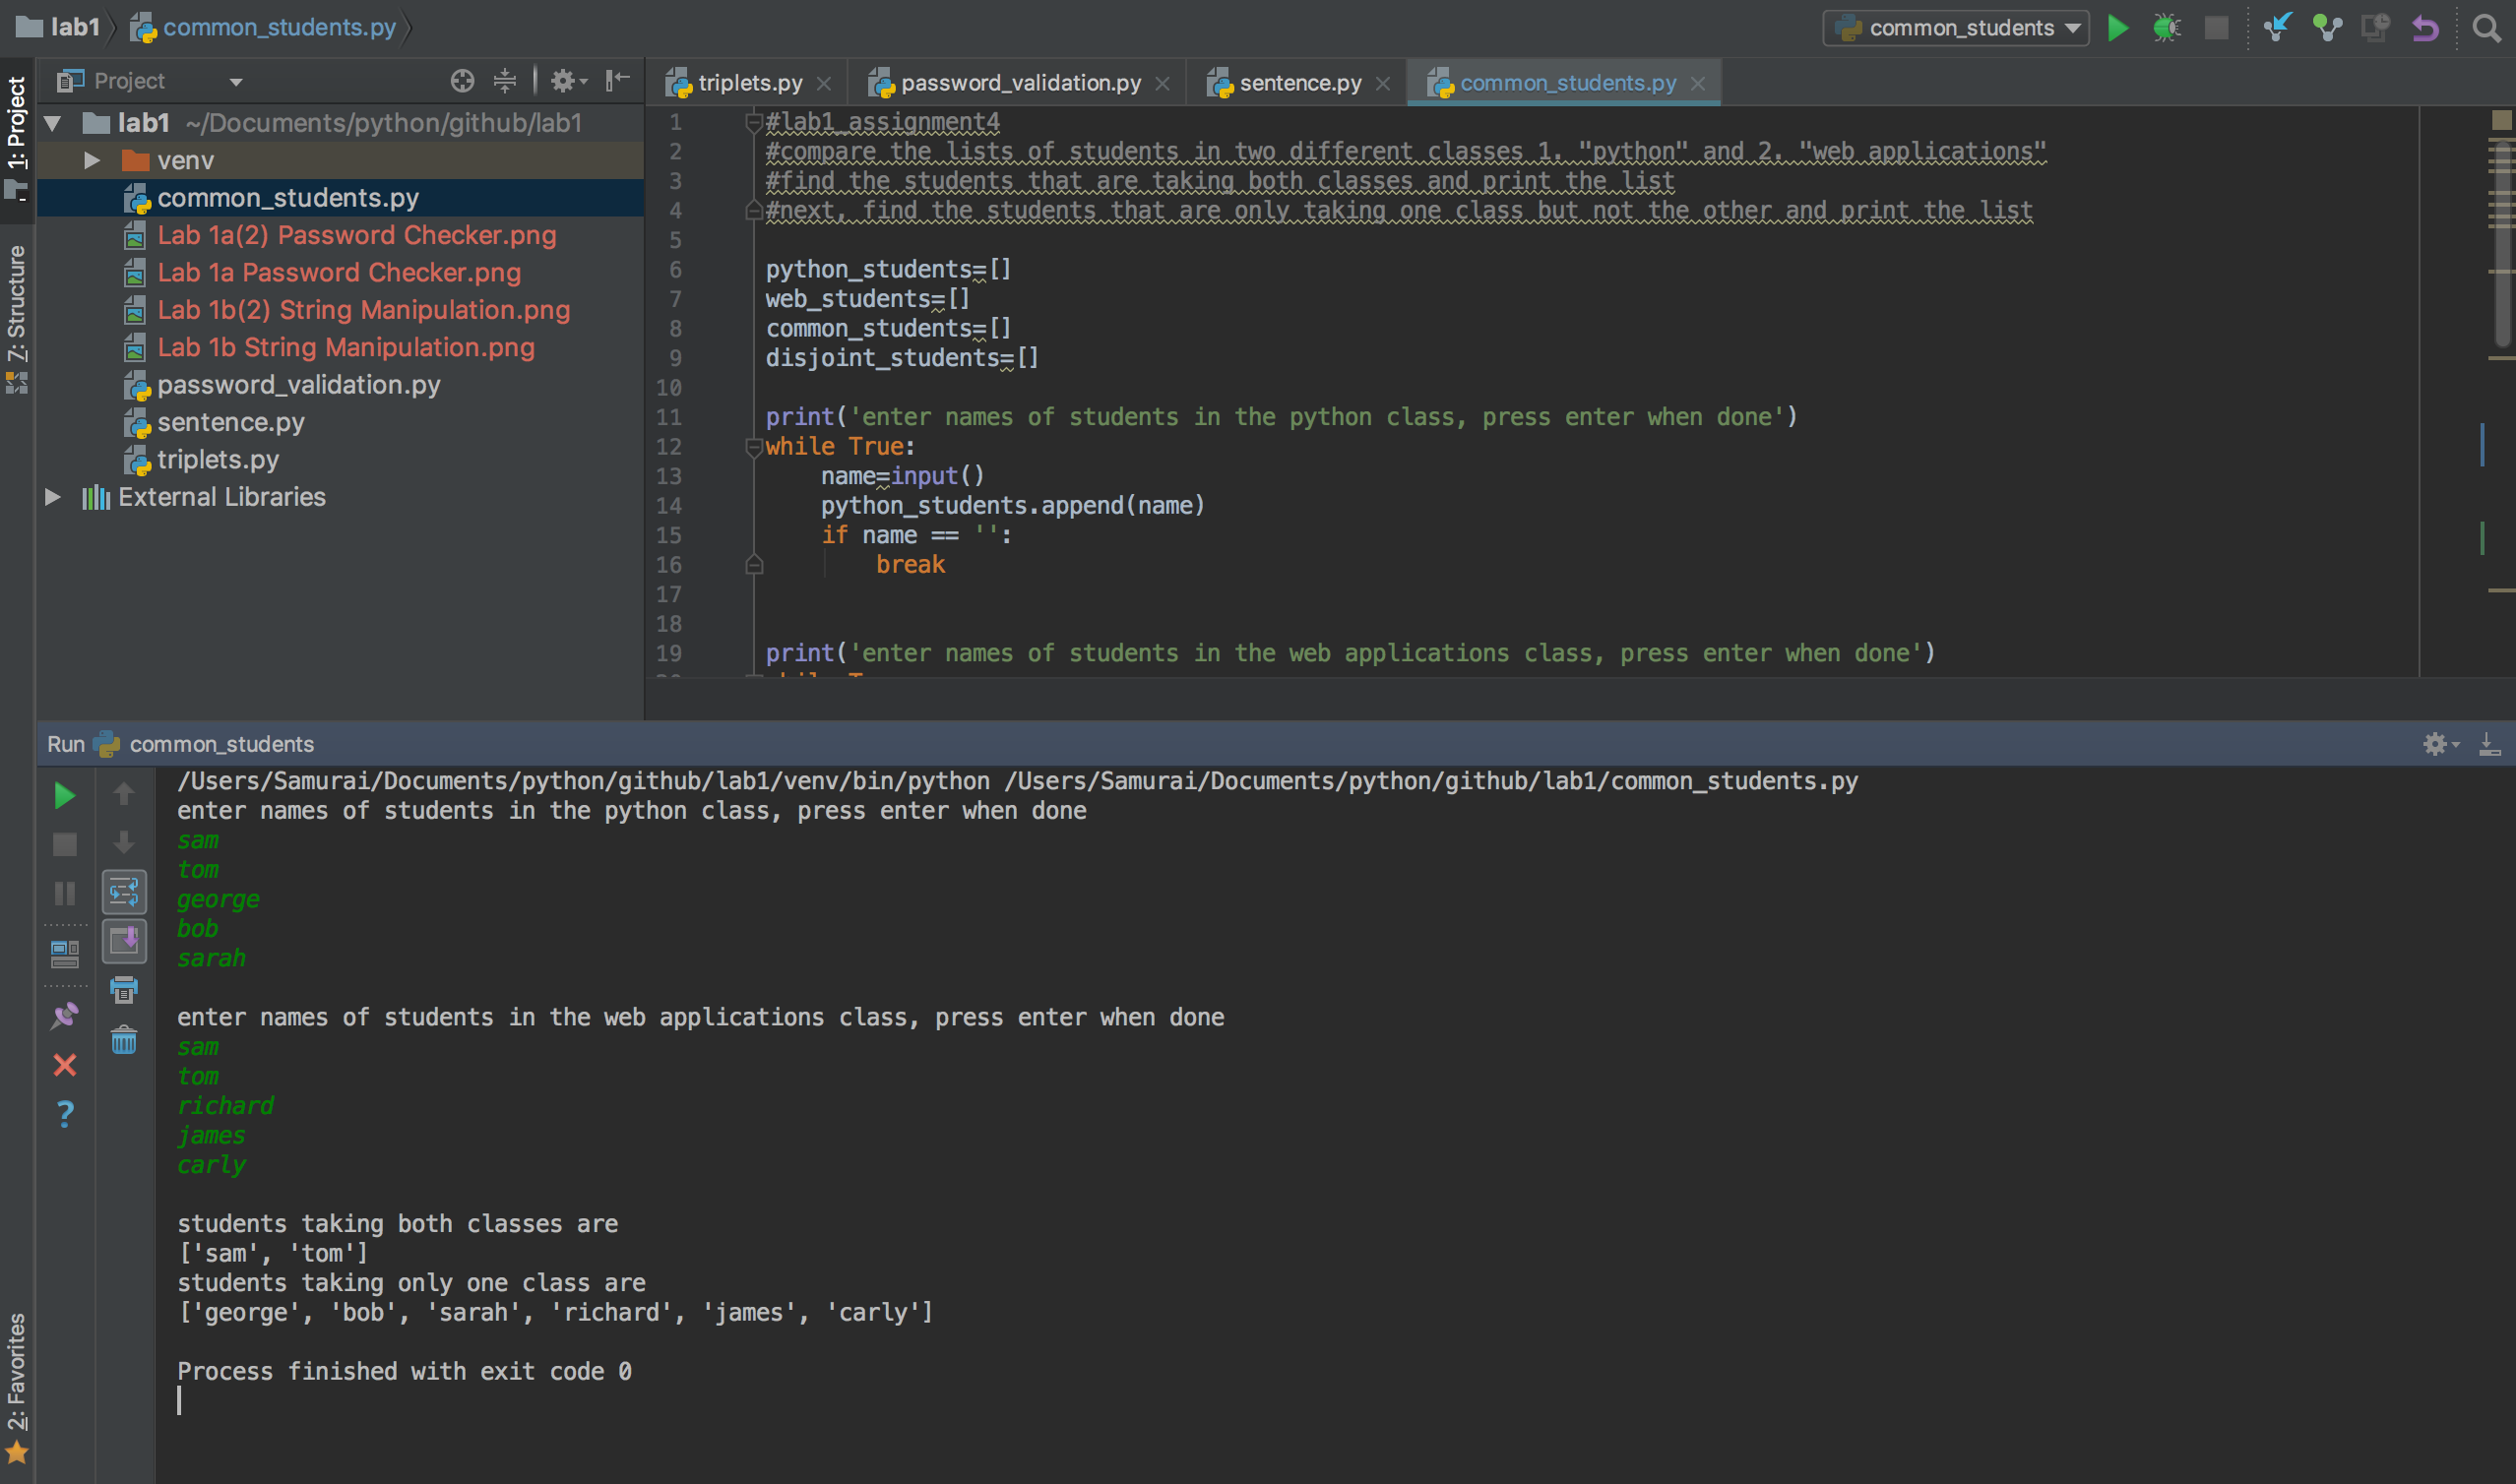 lab1 common_students.py
common_students
1: Project
7: Structure
2: Favorites
Project
lab1 ~/Documents/python/github/lab1
venv
common_students.py
Lab 1a(2) Password Checker.png
Lab 1a Password Checker.png
Lab 1b(2) String Manipulation.png
Lab 1b String Manipulation.png
password_validation.py
sentence.py
triplets.py
External Libraries
triplets.py password_validation.py sentence.py common_students.py
1 #lab1_assignment4
2 #compare the lists of students in two different classes 1. "python" and 2. "web applications"
3 #find the students that are taking both classes and print the list
4 #next, find the students that are only taking one class but not the other and print the list
5
6 python_students=[]
7 web_students=[]
8 common_students=[]
9 disjoint_students=[]
10
11 print('enter names of students in the python class, press enter when done')
12 while True:
13     name=input()
14     python_students.append(name)
15     if name == '':
16         break
17
18
19 print('enter names of students in the web applications class, press enter when done')
Run common_students
/Users/Samurai/Documents/python/github/lab1/venv/bin/python /Users/Samurai/Documents/python/github/lab1/common_students.py
enter names of students in the python class, press enter when done
sam
tom
george
bob
sarah
enter names of students in the web applications class, press enter when done
sam
tom
richard
james
carly
students taking both classes are
['sam', 'tom']
students taking only one class are
['george', 'bob', 'sarah', 'richard', 'james', 'carly']
Process finished with exit code 0